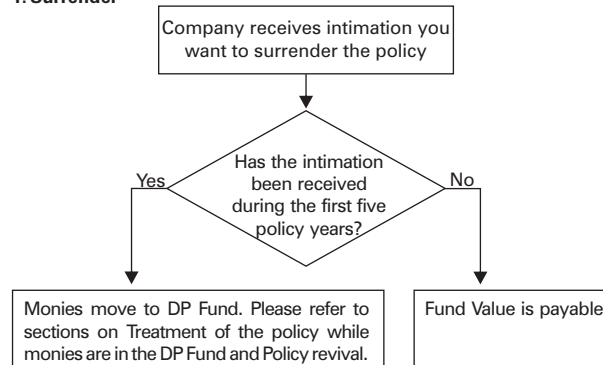 Company receives intimation you
want to surrender the policy
Has the intimation
been received
during the first five
policy years?
Yes
No
Monies move to DP Fund. Please refer to
sections on Treatment of the policy while
monies are in the DP Fund and Policy revival.
Fund Value is payable